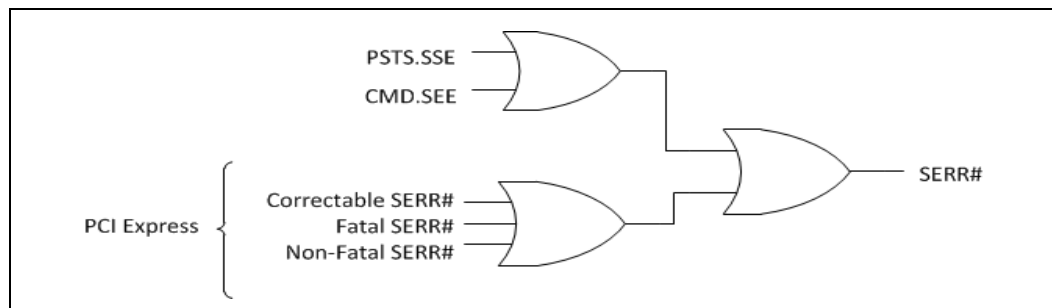 PSTS.SSE
CMD.SEE
SERR#
PCI Express
Correctable SERR#
Fatal SERR#
Non-Fatal SERR#